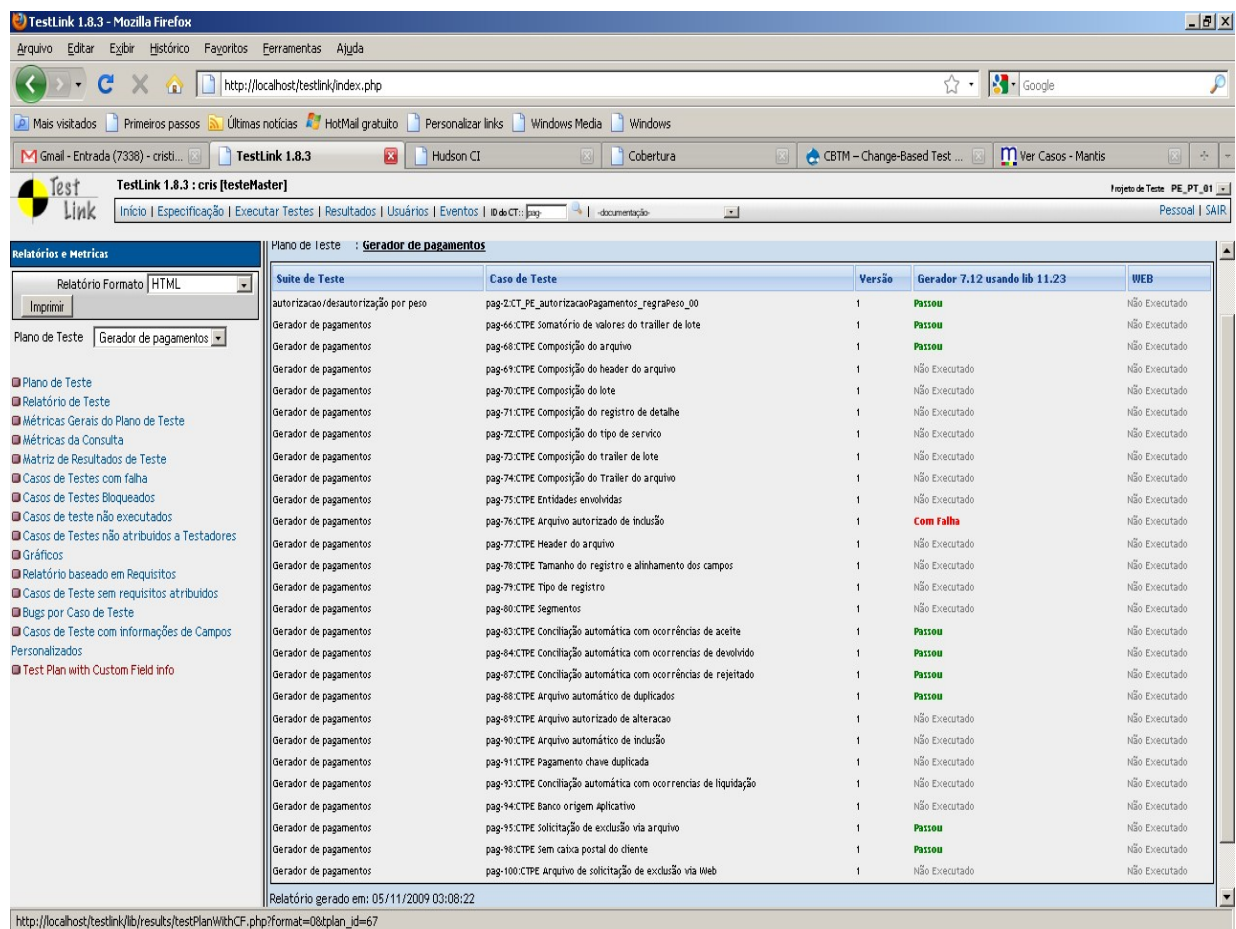 TestLink 1.8.3 - Mozilla Firefox
Arquivo Editar Exibir Histórico Favoritos Ferramentas Ajuda
http://localhost/testlink/index.php
Google
Mais visitados Primeiros passos Últimas notícias HotMail gratuito Personalizar links Windows Media Windows
Gmail - Entrada (7338) - cristi... TestLink 1.8.3 Hudson CI Cobertura CBTM – Change-Based Test ... Ver Casos - Mantis
Test Link
TestLink 1.8.3 : cris [testeMaster]
Projeto de Teste PE_PT_01
Início | Especificação | Executar Testes | Resultados | Usuários | Eventos | ID do CT:: pag- | -documentação-
Pessoal | SAIR
Relatórios e Metricas
Relatório Formato HTML
Imprimir
Plano de Teste Gerador de pagamentos
Plano de Teste
Relatório de Teste
Métricas Gerais do Plano de Teste
Métricas da Consulta
Matriz de Resultados de Teste
Casos de Testes com falha
Casos de Testes Bloqueados
Casos de teste não executados
Casos de Testes não atribuidos a Testadores
Gráficos
Relatório baseado em Requisitos
Casos de Teste sem requisitos atribuídos
Bugs por Caso de Teste
Casos de Teste com informações de Campos
Personalizados
Test Plan with Custom Field info
Plano de Teste : Gerador de pagamentos
Suite de Teste Caso de Teste Versão Gerador 7.12 usando lib 11.23 WEB
autorizacao/desautorização por peso pag-2:CT_PE_autorizacaoPagamentos_regraPeso_00 1 Passou Não Executado
Gerador de pagamentos pag-66:CTPE Somatório de valores do trailler de lote 1 Passou Não Executado
Gerador de pagamentos pag-68:CTPE Composição do arquivo 1 Passou Não Executado
Gerador de pagamentos pag-69:CTPE Composição do header do arquivo 1 Não Executado Não Executado
Gerador de pagamentos pag-70:CTPE Composição do lote 1 Não Executado Não Executado
Gerador de pagamentos pag-71:CTPE Composição do registro de detalhe 1 Não Executado Não Executado
Gerador de pagamentos pag-72:CTPE Composição do tipo de servico 1 Não Executado Não Executado
Gerador de pagamentos pag-73:CTPE Composição do trailer de lote 1 Não Executado Não Executado
Gerador de pagamentos pag-74:CTPE Composição do Trailer do arquivo 1 Não Executado Não Executado
Gerador de pagamentos pag-75:CTPE Entidades envolvidas 1 Não Executado Não Executado
Gerador de pagamentos pag-76:CTPE Arquivo autorizado de inclusão 1 Com Falha Não Executado
Gerador de pagamentos pag-77:CTPE Header do arquivo 1 Não Executado Não Executado
Gerador de pagamentos pag-78:CTPE Tamanho do registro e alinhamento dos campos 1 Não Executado Não Executado
Gerador de pagamentos pag-79:CTPE Tipo de registro 1 Não Executado Não Executado
Gerador de pagamentos pag-80:CTPE Segmentos 1 Não Executado Não Executado
Gerador de pagamentos pag-83:CTPE Conciliação automática com ocorrências de aceite 1 Passou Não Executado
Gerador de pagamentos pag-84:CTPE Conciliação automática com ocorrencias de devolvido 1 Passou Não Executado
Gerador de pagamentos pag-87:CTPE Conciliação automática com ocorrências de rejeitado 1 Passou Não Executado
Gerador de pagamentos pag-88:CTPE Arquivo automático de duplicados 1 Passou Não Executado
Gerador de pagamentos pag-89:CTPE Arquivo autorizado de alteracao 1 Não Executado Não Executado
Gerador de pagamentos pag-90:CTPE Arquivo automático de inclusão 1 Não Executado Não Executado
Gerador de pagamentos pag-91:CTPE Pagamento chave duplicada 1 Não Executado Não Executado
Gerador de pagamentos pag-93:CTPE Conciliação automática com ocorrencias de liquidação 1 Não Executado Não Executado
Gerador de pagamentos pag-94:CTPE Banco origem Aplicativo 1 Não Executado Não Executado
Gerador de pagamentos pag-95:CTPE Solicitação de exclusão via arquivo 1 Passou Não Executado
Gerador de pagamentos pag-98:CTPE Sem caixa postal do cliente 1 Passou Não Executado
Gerador de pagamentos pag-100:CTPE Arquivo de solicitação de exclusão via Web 1 Não Executado Não Executado
Relatório gerado em: 05/11/2009 03:08:22
http://localhost/testlink/lib/results/testPlanWithCF.php?format=0&tplan_id=67